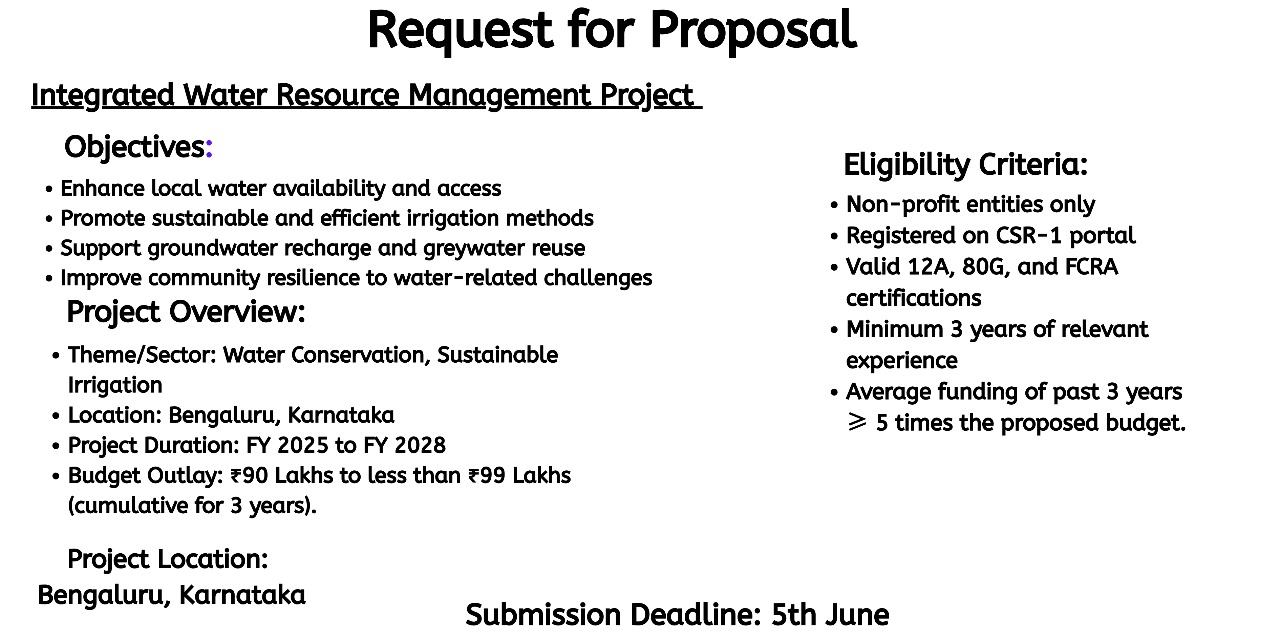 Request for Proposal
Integrated Water Resource Management Project
Objectives:
• Enhance local water availability and access
• Promote sustainable and efficient irrigation methods
• Support groundwater recharge and greywater reuse
• Improve community resilience to water-related challenges
Project Overview:
• Theme/Sector: Water Conservation, Sustainable
Irrigation
• Location: Bengaluru, Karnataka
• Project Duration: FY 2025 to FY 2028
• Budget Outlay: ₹90 Lakhs to less than ₹99 Lakhs
(cumulative for 3 years).
Project Location:
Bengaluru, Karnataka
Eligibility Criteria:
• Non-profit entities only
• Registered on CSR-1 portal
• Valid 12A, 80G, and FCRA
certifications
• Minimum 3 years of relevant
experience
• Average funding of past 3 years
⩾ 5 times the proposed budget.
Submission Deadline: 5th June